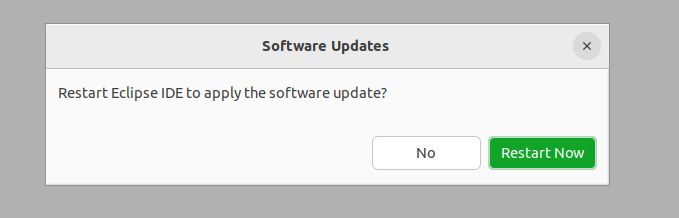 Software Updates
Restart Eclipse IDE to apply the software update?
No
Restart Now